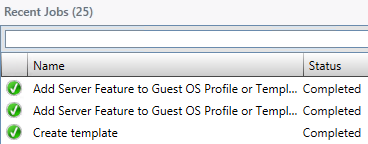 Recent Jobs (25)
Name Status
Add Server Feature to Guest OS Profile or Templ... Completed
Add Server Feature to Guest OS Profile or Templ... Completed
Create template Completed